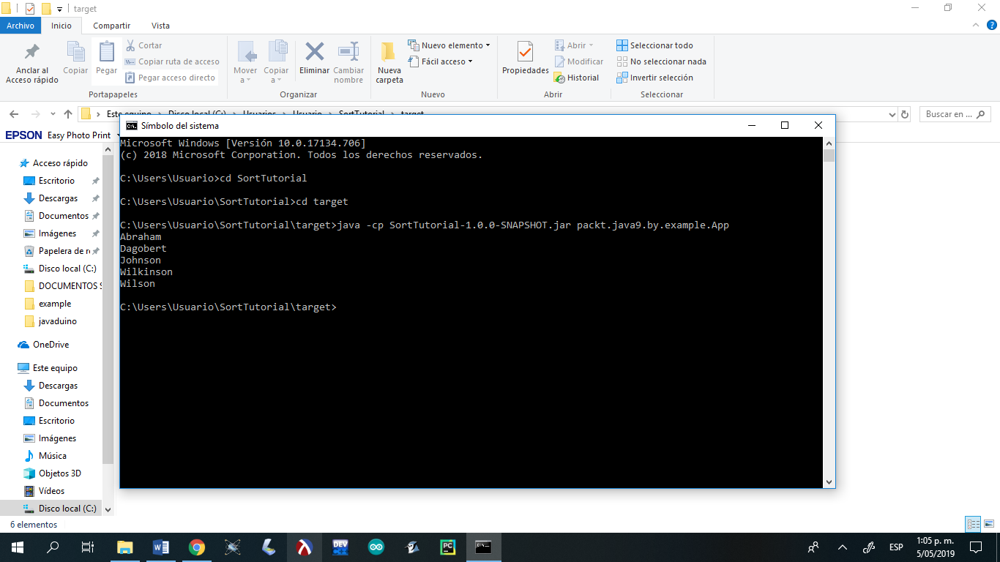 target
Archivo Inicio Compartir Vista
Anclar al Acceso rápido
Copiar
Pegar
Cortar
Copiar ruta de acceso
Pegar acceso directo
Portapapeles
Mover a
Copiar a
Eliminar
Cambiar nombre
Organizar
Nueva carpeta
Nuevo elemento
Fácil acceso
Nuevo
Propiedades
Abrir
Modificar
Historial
Abrir
Seleccionar todo
No seleccionar nada
Invertir selección
Seleccionar
Este equipo > Disco local (C:) > Usuarios > Usuario > SortTutorial > target
Buscar en ...
EPSON Easy Photo Print
Símbolo del sistema
Microsoft Windows [Versión 10.0.17134.706]
(c) 2018 Microsoft Corporation. Todos los derechos reservados.
C:\Users\Usuario>cd SortTutorial
C:\Users\Usuario\SortTutorial>cd target
C:\Users\Usuario\SortTutorial\target>java -cp SortTutorial-1.0.0-SNAPSHOT.jar packt.java9.by.example.App
Abraham
Dagobert
Johnson
Wilkinson
Wilson
C:\Users\Usuario\SortTutorial\target>
Acceso rápido
Escritorio
Descargas
Documentos
Imágenes
Papelera de r
Disco local (C:)
DOCUMENTOS S
example
javaduino
OneDrive
Este equipo
Descargas
Documentos
Escritorio
Imágenes
Música
Objetos 3D
Vídeos
Disco local (C:)
6 elementos
W
DEV
PC
C:\
ESP
1:05 p. m.
5/05/2019